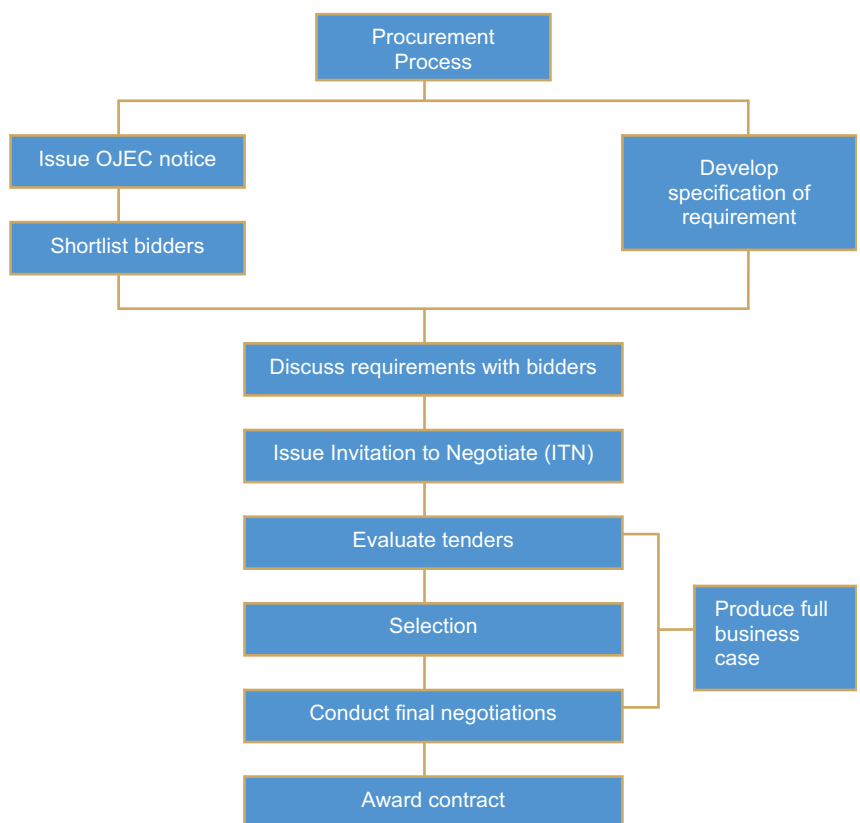 Procurement
Process
Issue OJEC notice
Develop
specification of
requirement
Shortlist bidders
Discuss requirements with bidders
Issue Invitation to Negotiate (ITN)
Evaluate tenders
Selection
Produce full
business
case
Conduct final negotiations
Award contract